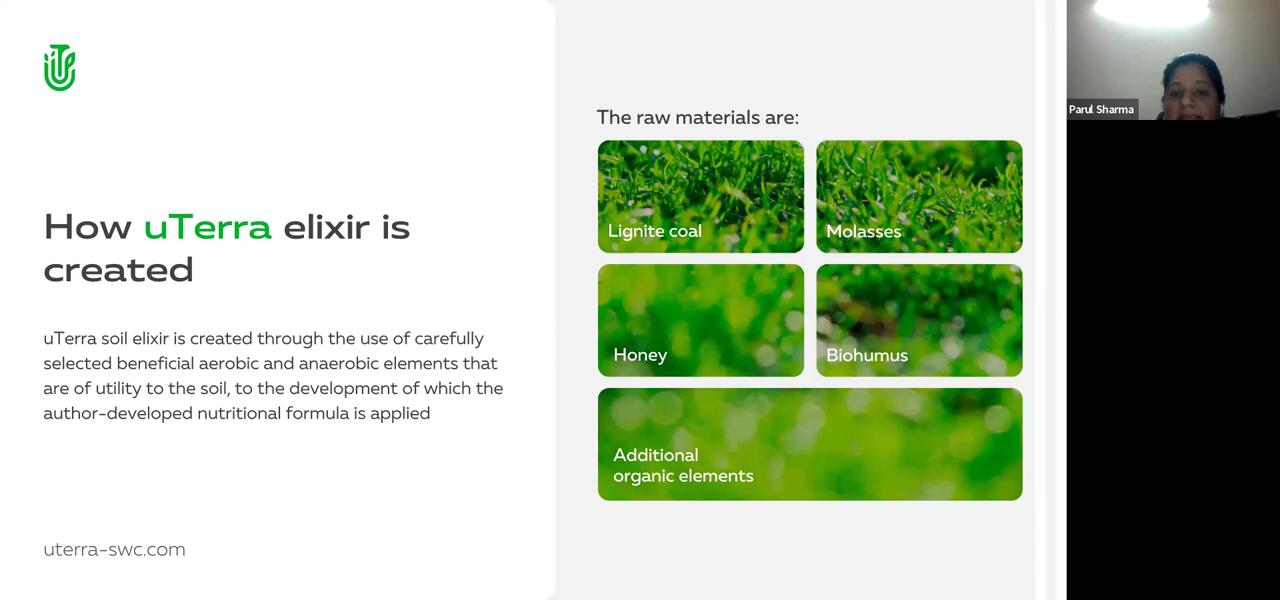 How uTerra elixir is
created
uTerra soil elixir is created through the use of carefully
selected beneficial aerobic and anaerobic elements that
are of utility to the soil, to the development of which the
author-developed nutritional formula is applied
uterra-swc.com
The raw materials are:
Lignite coal
Molasses
Honey
Biohumus
Additional
organic elements
Parul Sharma